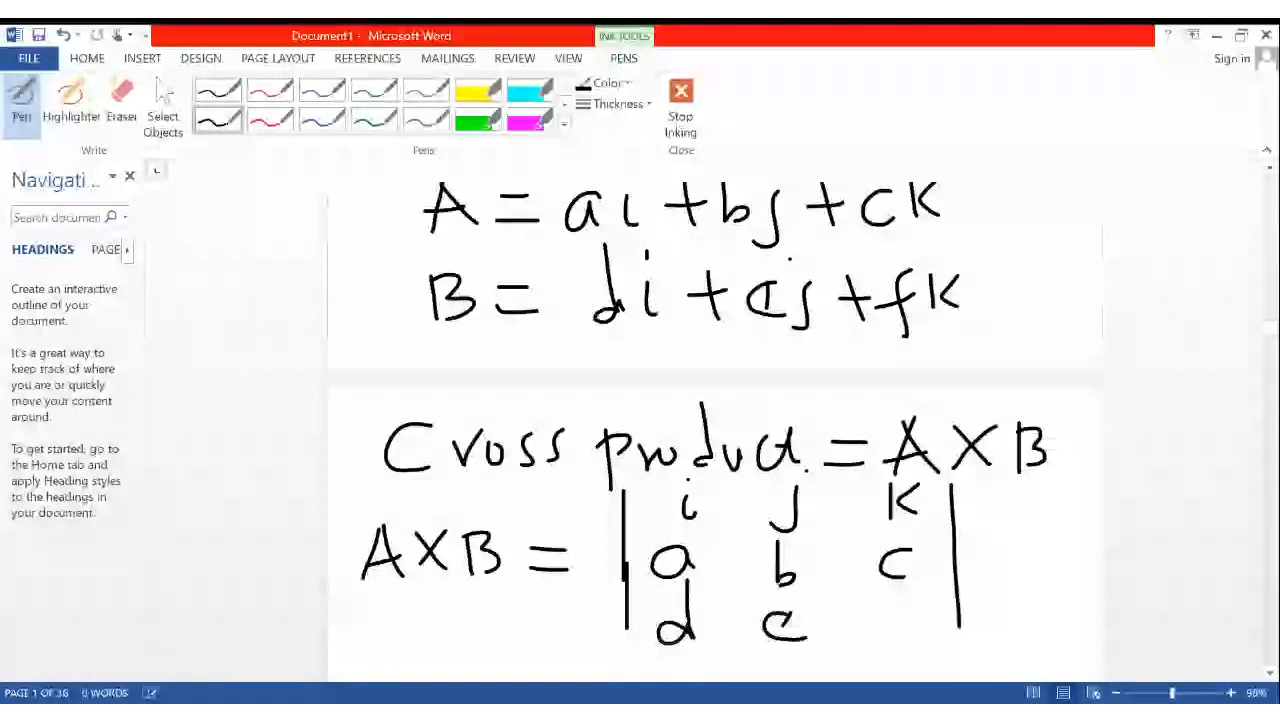 Document1 - Microsoft Word
INK TOOLS
?
FILE HOME INSERT DESIGN PAGE LAYOUT REFERENCES MAILINGS REVIEW VIEW PENS
Sign in
Pen Highlighter Eraser Select Objects
Color
Thickness
Stop Inking
Write Pens Close
Navigati...
Search documen
HEADINGS PAGE
Create an interactive
outline of your
document.
It's a great way to
keep track of where
you are or quickly
move your content
around.
To get started, go to
the Home tab and
apply Heading styles
to the headings in
your document.
A = ai + bj + ck
B = di + ej + fk
Cross product = A X B
i j k
A X B = | a b c |
d e
PAGE 1 OF 36 0 WORDS
98%